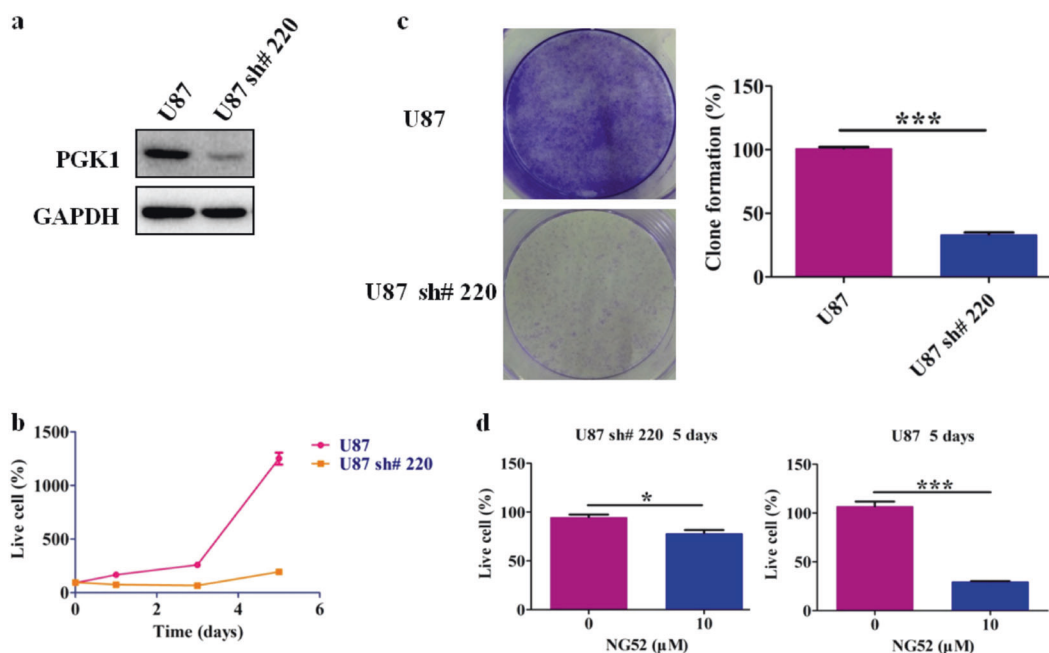 a
U87
U87 sh# 220
PGK1
GAPDH
c
U87
U87 sh# 220
150
100
50
0
Clone formation (%)
***
U87
U87 sh# 220
b
1500
1000
500
0
Live cell (%)
0 2 4 6
Time (days)
U87
U87 sh# 220
d
U87 sh# 220 5 days
150
100
50
0
Live cell (%)
*
0 10
NG52 (µM)
U87 5 days
150
100
50
0
Live cell (%)
***
0 10
NG52 (µM)